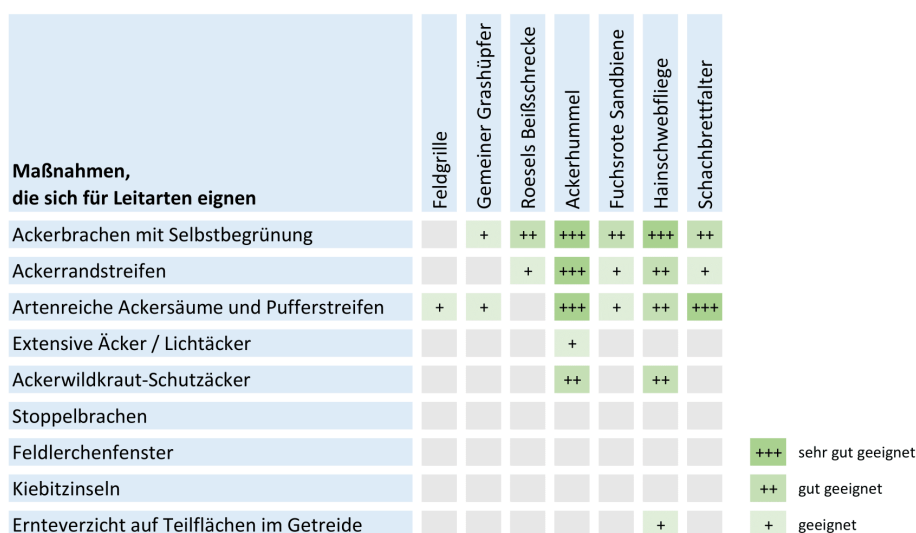 Maßnahmen,
die sich für Leitarten eignen
Feldgrille
Gemeiner Grashüpfer
Roesels Beißschrecke
Ackerhummel
Fuchsrote Sandbiene
Hainschwebfliege
Schachbrettfalter
Ackerbrachen mit Selbstbegrünung + ++ +++ ++ +++ ++
Ackerrandstreifen + +++ + ++ +
Artenreiche Ackersäume und Pufferstreifen + + +++ + ++ +++
Extensive Äcker / Lichtäcker +
Ackerwildkraut-Schutzäcker ++ ++
Stoppelbrachen
Feldlerchenfenster
Kiebitzinseln
Ernteverzicht auf Teilflächen im Getreide +
+++ sehr gut geeignet
++ gut geeignet
+ geeignet